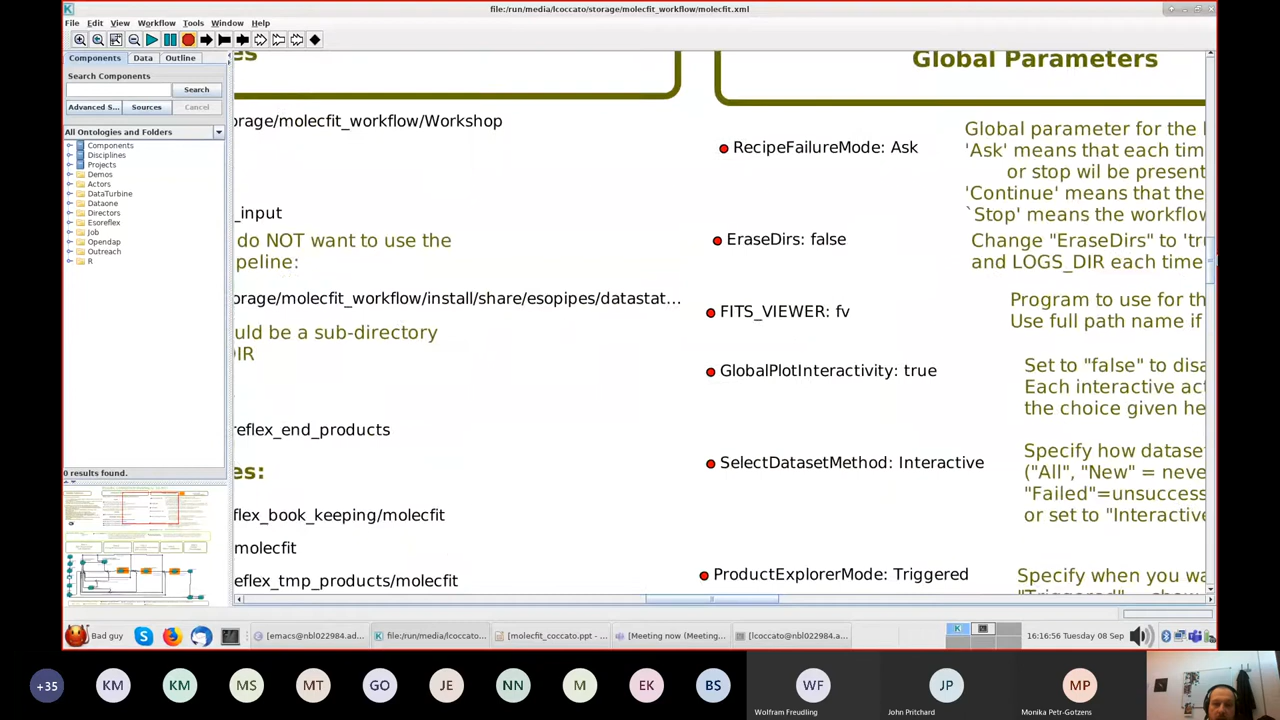 file:/run/media/lcoccato/storage/molecfit_workflow/molecfit.xml
File Edit View Workflow Tools Window Help
Components Data Outline
Search Components
Search
Advanced S... Sources Cancel
All Ontologies and Folders
Components
Disciplines
Projects
Demos
Actors
DataTurbine
Dataone
Directors
Esoreflex
Job
Opendap
Outreach
R
0 results found.
es
orage/molecfit_workflow/Workshop
_input
do NOT want to use the
peline:
orage/molecfit_workflow/install/share/esopipes/datastat...
uld be a sub-directory
DIR
reflex_end_products
es:
flex_book_keeping/molecfit
molecfit
eflex_tmp_products/molecfit
Global Parameters
RecipeFailureMode: Ask
Global parameter for the
'Ask' means that each tim
or stop wil be present
'Continue' means that the
`Stop' means the workflow
EraseDirs: false
Change "EraseDirs" to 'tru
and LOGS_DIR each time
FITS_VIEWER: fv
Program to use for th
Use full path name if
GlobalPlotInteractivity: true
Set to "false" to disa
Each interactive act
the choice given he
SelectDatasetMethod: Interactive
Specify how datase
("All", "New" = neve
"Failed"=unsuccess
or set to "Interactive
ProductExplorerMode: Triggered
Specify when you wa
Bad guy
[emacs@nbl022984.ad...
file:/run/media/lcoccato...
[molecfit_coccato.ppt - ...
[Meeting now (Meeting...
[lcoccato@nbl022984.a...
16:16:56 Tuesday 08 Sep
+35 KM KM MS MT GO JE NN M EK BS WF JP MP
Wolfram Freudling John Pritchard Monika Petr-Gotzens